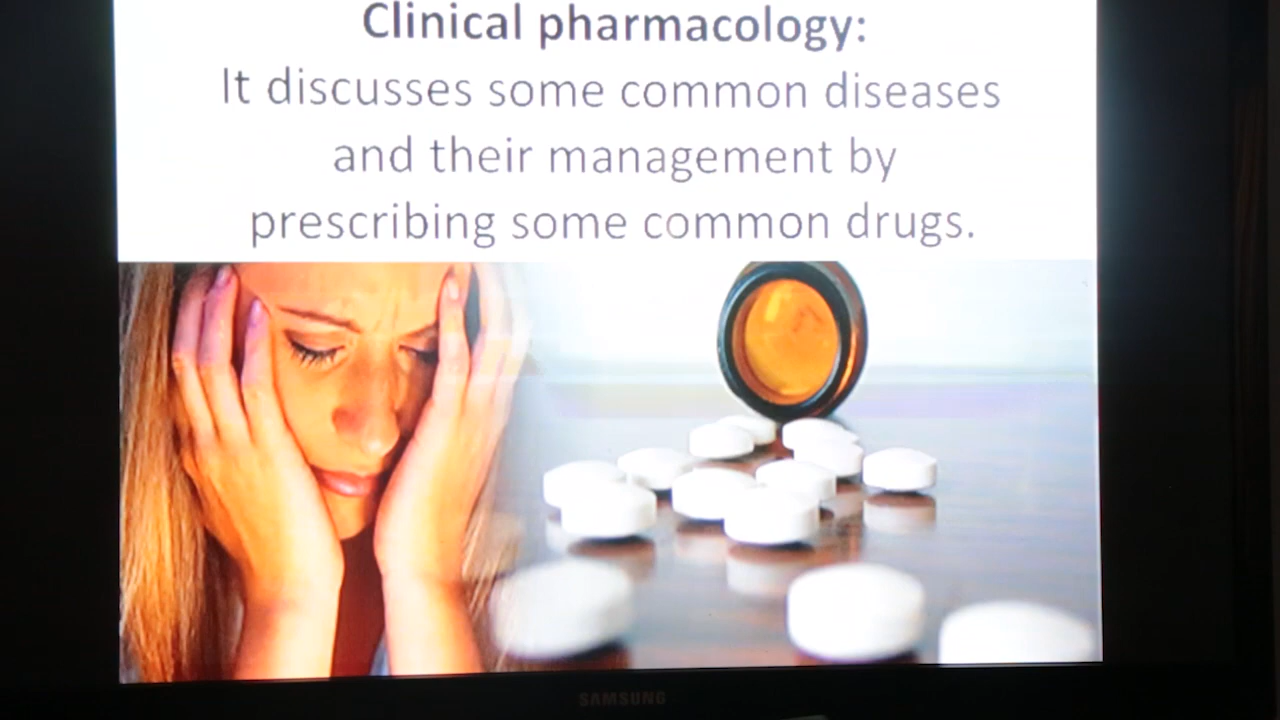 Clinical pharmacology:
It discusses some common diseases
and their management by
prescribing some common drugs.
SAMSUNG